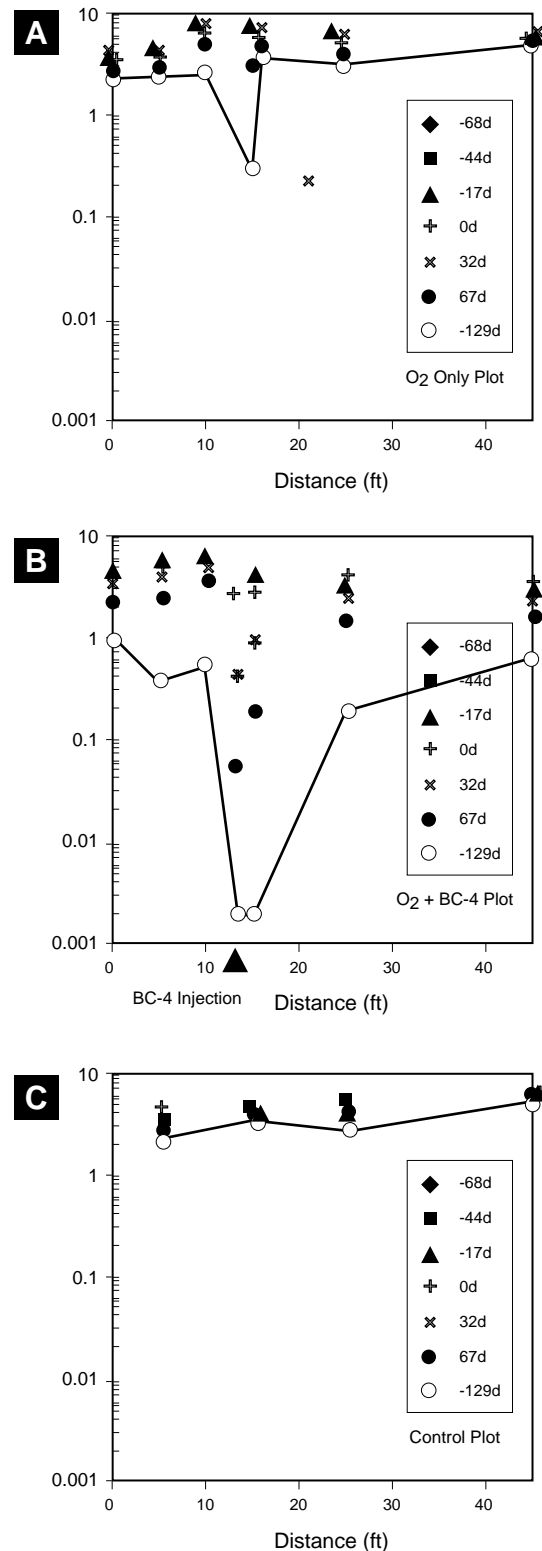 A
10
1
0.1
0.01
0.001
-68d
-44d
-17d
0d
32d
67d
-129d
O2 Only Plot
0 10 20 30 40
Distance (ft)
B
10
1
0.1
0.01
0.001
-68d
-44d
-17d
0d
32d
67d
-129d
O2 + BC-4 Plot
0 10 20 30 40
BC-4 Injection Distance (ft)
C
10
1
0.1
0.01
0.001
-68d
-44d
-17d
0d
32d
67d
-129d
Control Plot
0 10 20 30 40
Distance (ft)